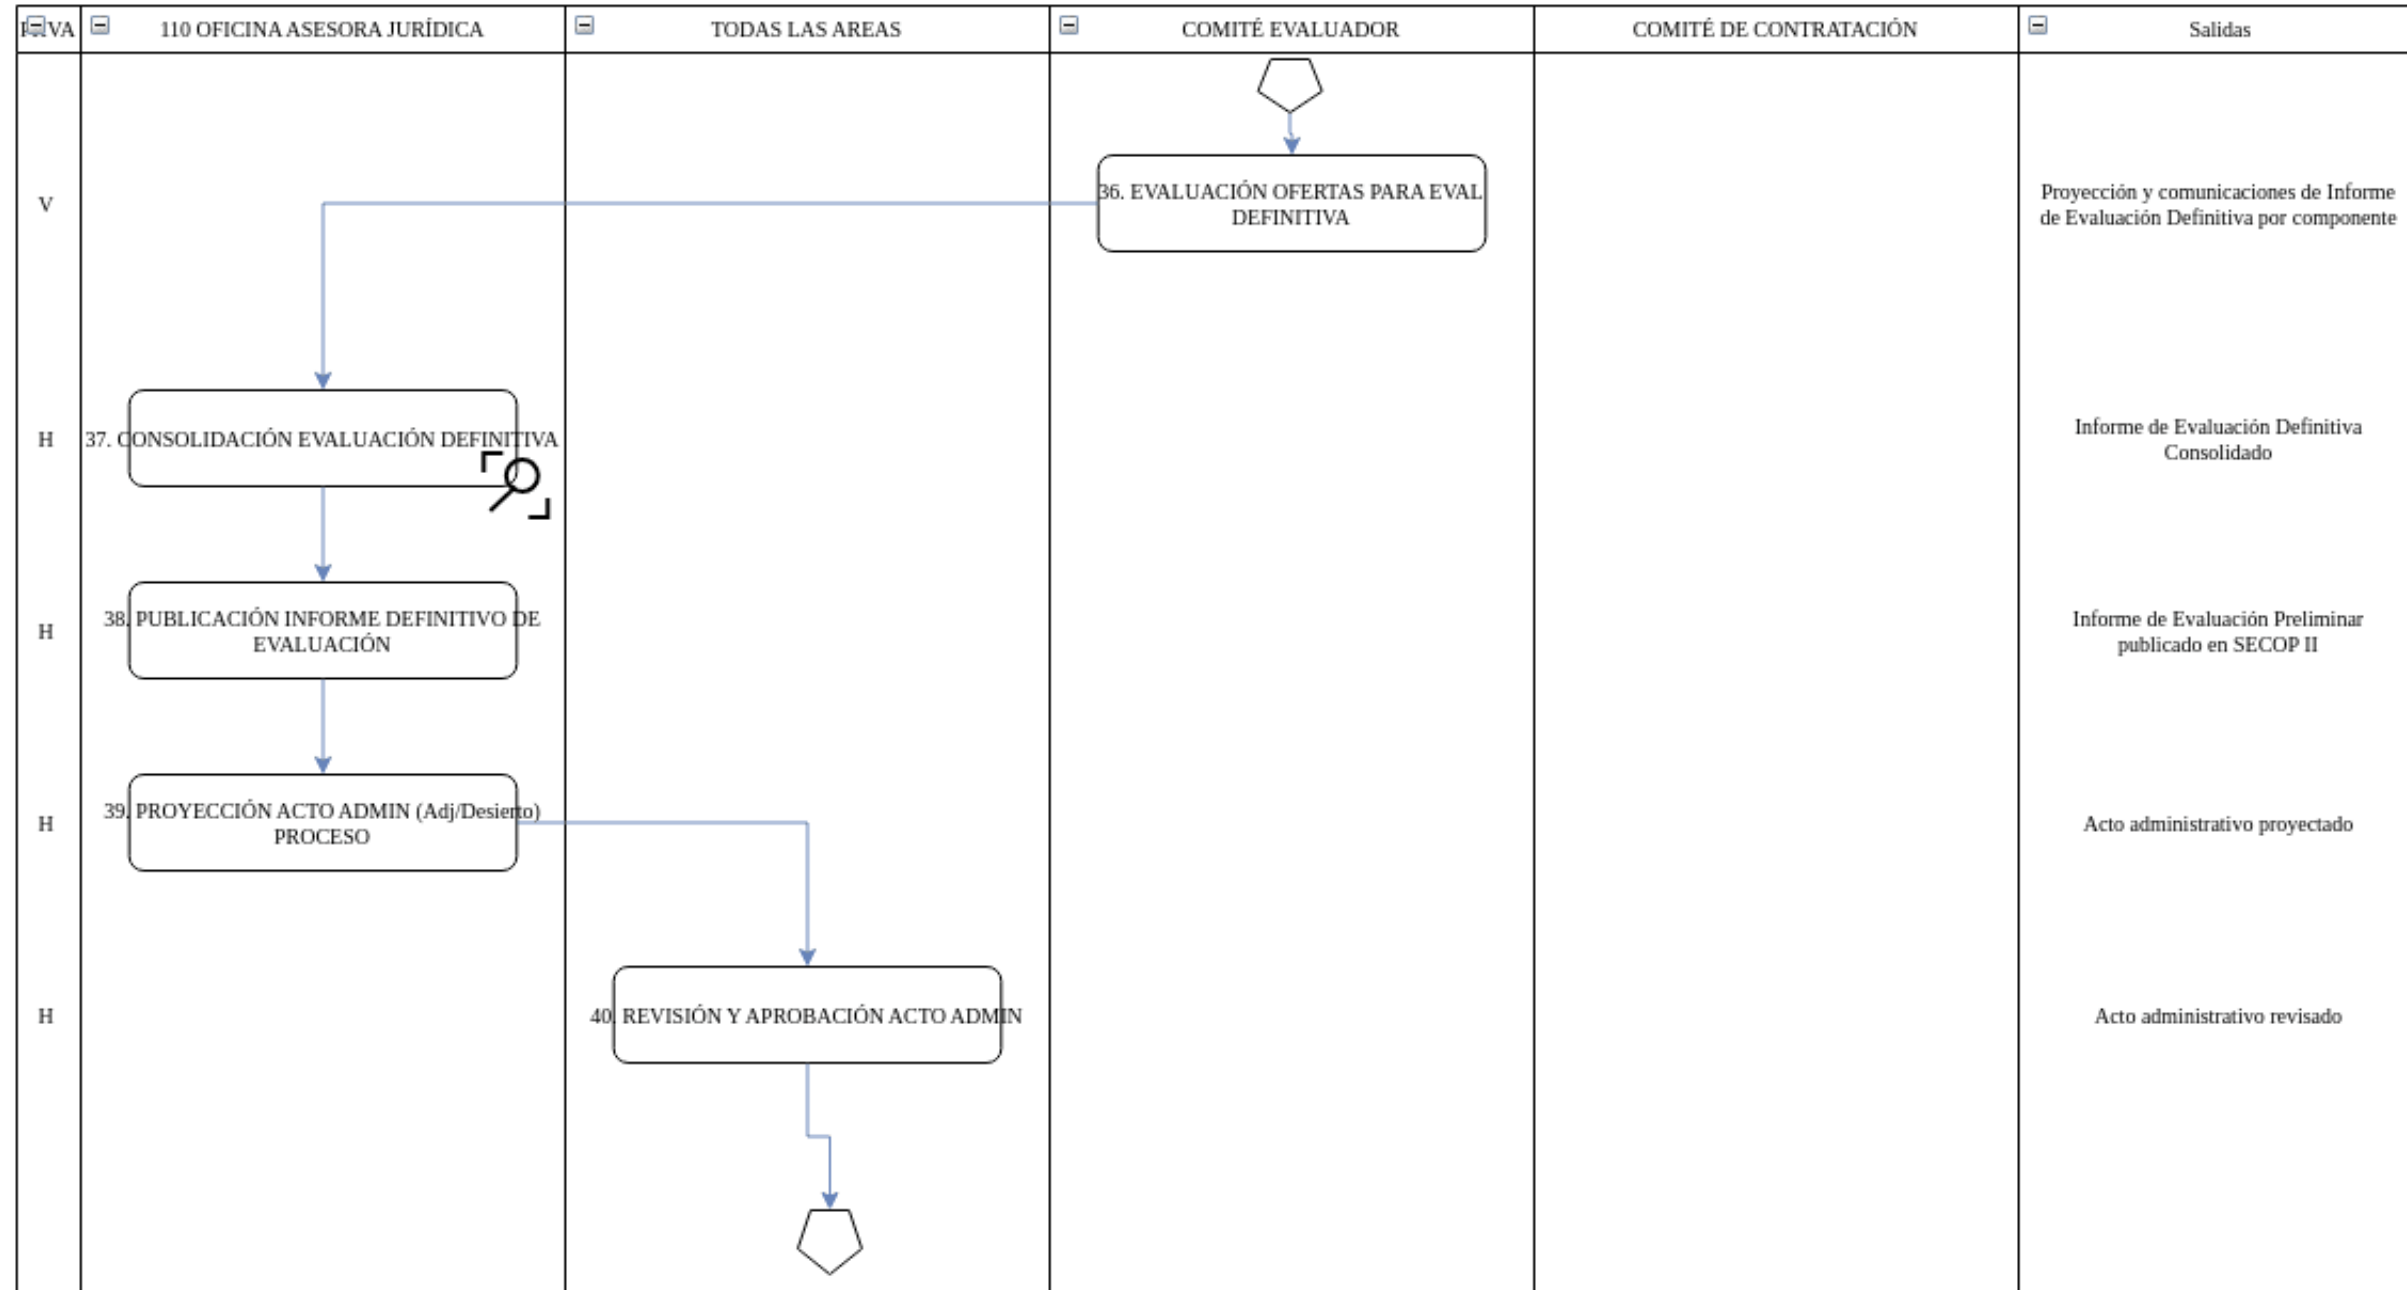 110 OFICINA ASESORA JURÍDICA
TODAS LAS AREAS
COMITÉ EVALUADOR
COMITÉ DE CONTRATACIÓN
Salidas
V
36. EVALUACIÓN OFERTAS PARA EVAL
DEFINITIVA
Proyección y comunicaciones de Informe
de Evaluación Definitiva por componente
H
37. CONSOLIDACIÓN EVALUACIÓN DEFINITIVA
Informe de Evaluación Definitiva
Consolidado
H
38. PUBLICACIÓN INFORME DEFINITIVO DE
EVALUACIÓN
Informe de Evaluación Preliminar
publicado en SECOP II
H
39. PROYECCIÓN ACTO ADMIN (Adj/Desierto)
PROCESO
Acto administrativo proyectado
H
40. REVISIÓN Y APROBACIÓN ACTO ADMIN
Acto administrativo revisado